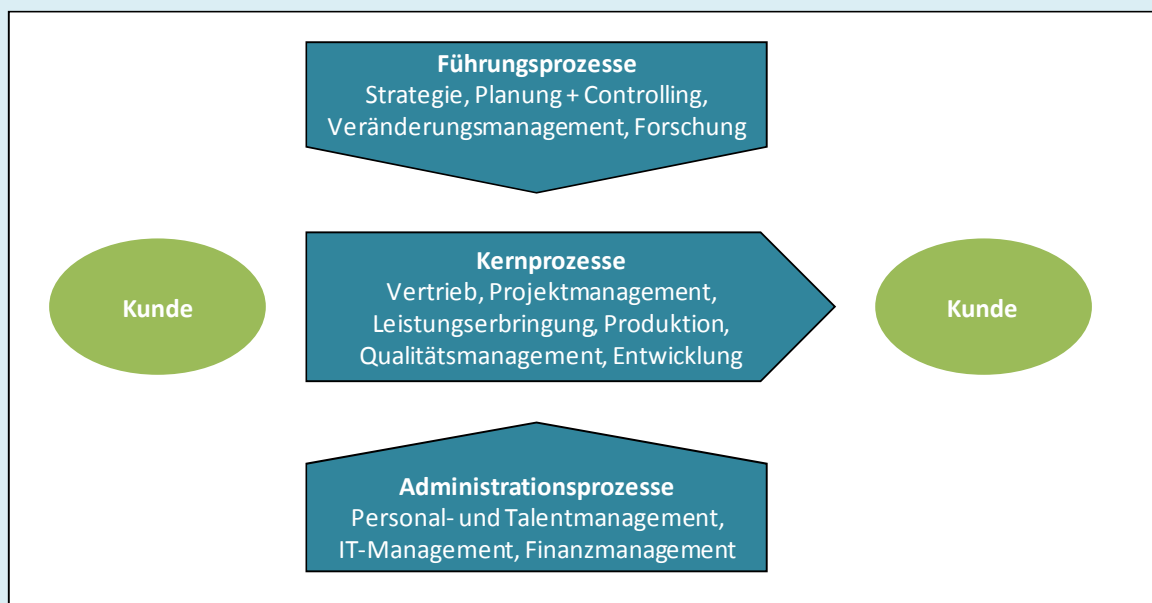 Führungsprozesse
Strategie, Planung + Controlling,
Veränderungsmanagement, Forschung
Kunde
Kernprozesse
Vertrieb, Projektmanagement,
Leistungserbringung, Produktion,
Qualitätsmanagement, Entwicklung
Kunde
Administrationsprozesse
Personal- und Talentmanagement,
IT-Management, Finanzmanagement